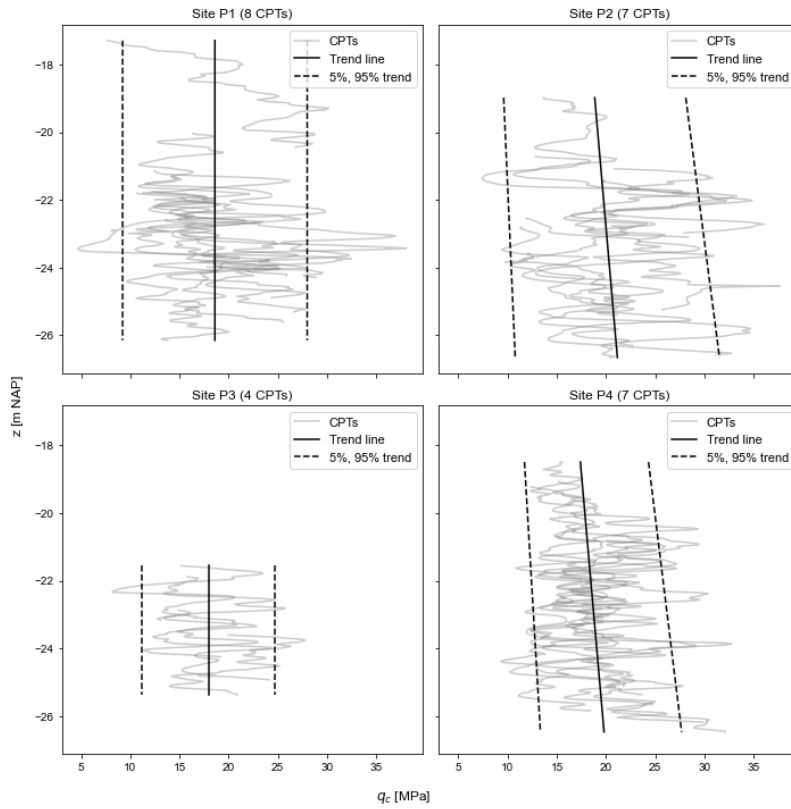 Site P1 (8 CPTs)
CPTs
Trend line
5%, 95% trend
−18
−20
−22
−24
−26
Site P2 (7 CPTs)
CPTs
Trend line
5%, 95% trend
z [m NAP]
Site P3 (4 CPTs)
CPTs
Trend line
5%, 95% trend
−18
−20
−22
−24
−26
5 10 15 20 25 30 35
Site P4 (7 CPTs)
CPTs
Trend line
5%, 95% trend
5 10 15 20 25 30 35
q_c [MPa]